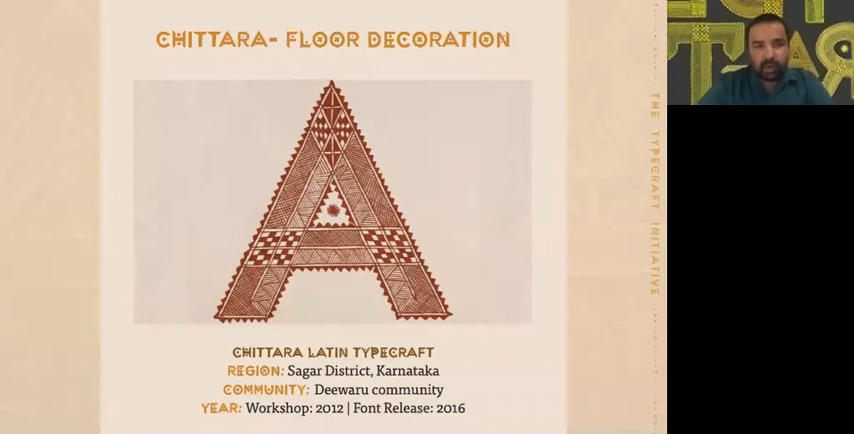 CHITTARA- FLOOR DECORATION
A
CHITTARA LATIN TYPECRAFT
REGION: Sagar District, Karnataka
COMMUNITY: Deewaru community
YEAR: Workshop: 2012 | Font Release: 2016
THE TYPECRAFT INITIATIVE